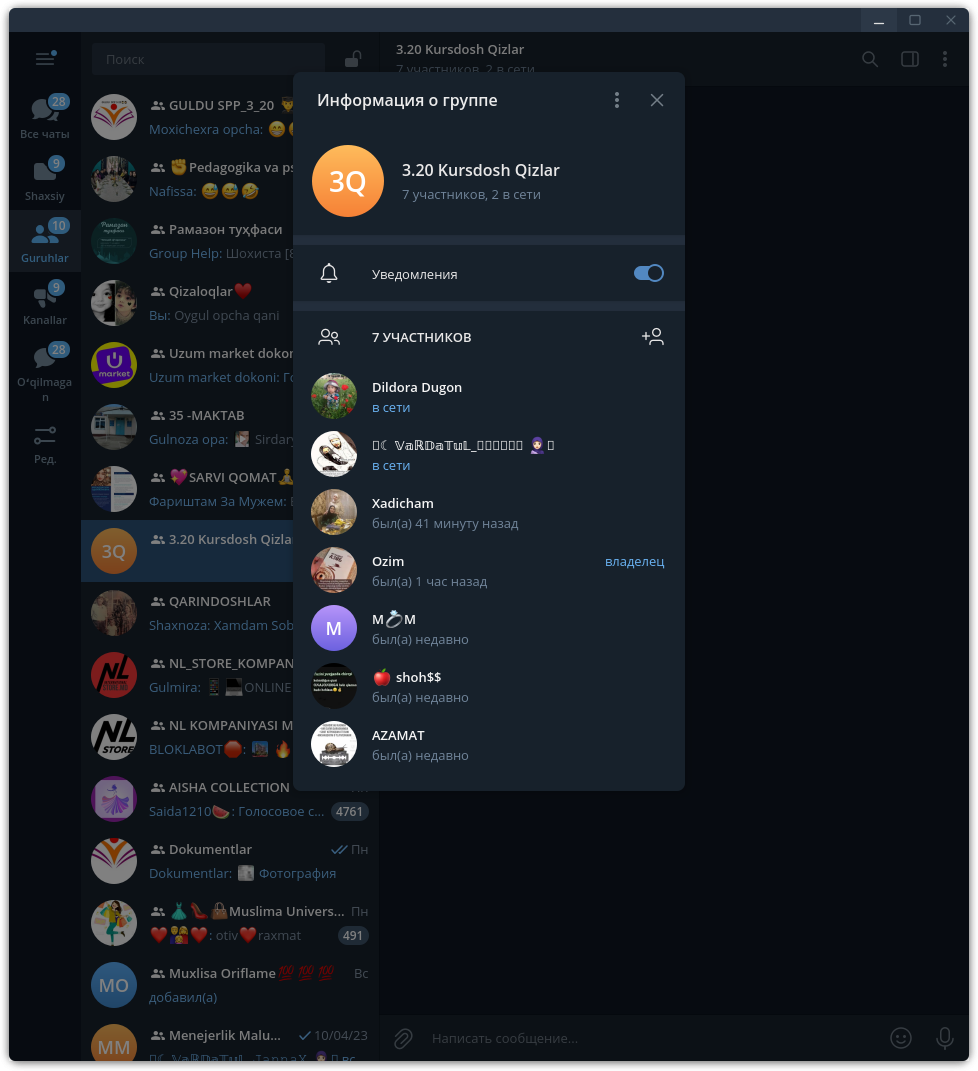 Поиск
3.20 Kursdosh Qizlar
7 участников, 2 в сети
28
Все чаты
9
Shaxsiy
10
Guruhlar
9
Kanallar
28
Oʻqilmaga
n
Ред.
GULDU SPP_3_20
Moxichexra opcha: 😁
✊Pedagogika va ps
Nafissa: 😅😅🤣
Рамазон туҳфаси
Group Help: Шохиста [8
Qizaloqlar❤️
Вы: Oygul opcha qani
Uzum market dokon
Uzum market dokoni: Го
35 -MAKTAB
Gulnoza opa: Sirdary
💖SARVI QOMAT🧘
Фариштам За Мужем:
3Q
3.20 Kursdosh Qizla
QARINDOSHLAR
Shaxnoza: Xamdam Sob
NL_STORE_KOMPAN
Gulmira: ONLINE
NL KOMPANIYASI M
BLOKLABOT🛑: 🔥
AISHA COLLECTION
Saida1210🍉: Голосовое с... 4761
Dokumentlar Пн
Dokumentlar: Фотография
👗👠👜Muslima Univers... Пн
❤️👩‍❤️‍👨❤️: otiv❤️raxmat 491
MO
Muxlisa Oriflame💯💯💯 Вс
добавил(а)
MM
Menejerlik Malu... 10/04/23
Информация о группе
3Q
3.20 Kursdosh Qizlar
7 участников, 2 в сети
Уведомления
7 УЧАСТНИКОВ
Dildora Dugon
в сети
☾ 𝕍𝕒ℝ𝔻𝕒𝕋𝕦𝕃_ 🧕
в сети
Xadicham
был(а) 41 минуту назад
Ozim владелец
был(а) 1 час назад
M
M💍M
был(а) недавно
🍎 shoh$$
был(а) недавно
AZAMAT
был(а) недавно
Написать сообщение...